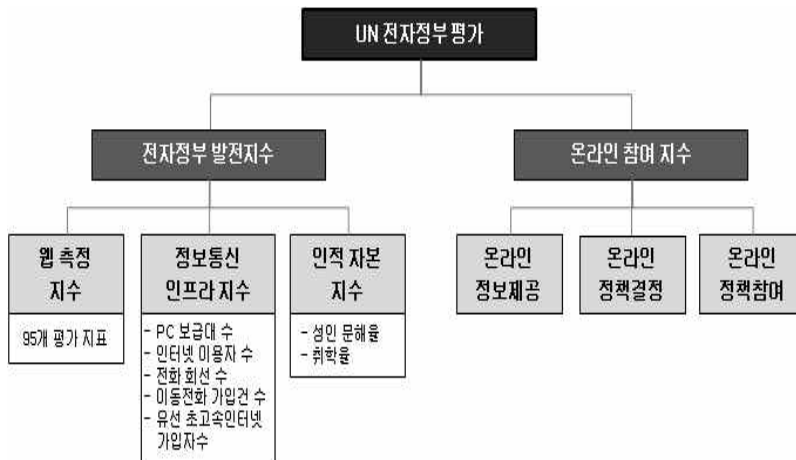 UN 전자정부 평가
전자정부 발전지수
온라인 참여 지수
웹 측정
지수
95개 평가 지표
정보통신
인프라 지수
- PC 보급대 수
- 인터넷 이용자 수
- 전화 회선 수
- 이동전화 가입건 수
- 유선 초고속인터넷
가입자수
인적 자본
지수
- 성인 문해율
- 취학율
온라인
정보제공
온라인
정책결정
온라인
정책참여